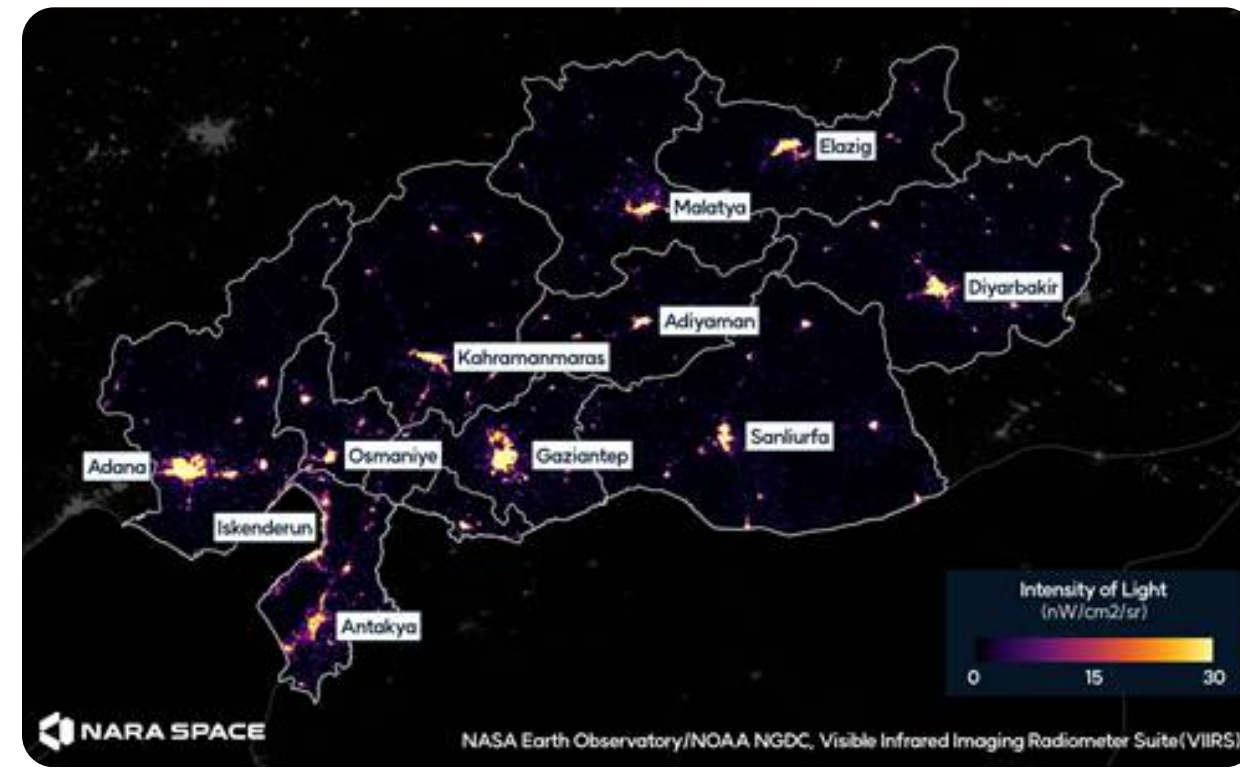 Elazig
Malatya
Diyarbakir
Adiyaman
Kahramanmaras
Sanliurfa
Osmaniye
Gaziantep
Adana
Iskenderun
Antakya
Intensity of Light
(nW/cm2/sr)
0 15 30
NARA SPACE
NASA Earth Observatory/NOAA NGDC, Visible Infrared Imaging Radiometer Suite(VIIRS)